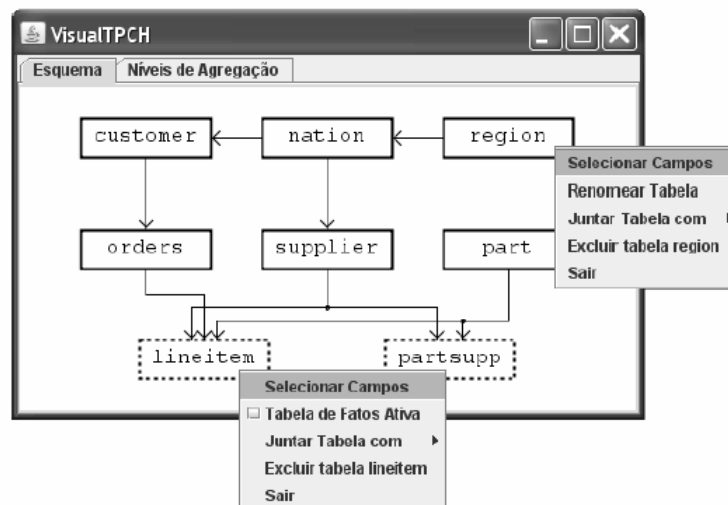 VisualTPCH
Esquema Níveis de Agregação
customer nation region
Selecionar Campos
Renomear Tabela
Juntar Tabela com
Excluir tabela region
Sair
orders supplier part
lineitem partsupp
Selecionar Campos
Tabela de Fatos Ativa
Juntar Tabela com
Excluir tabela lineitem
Sair